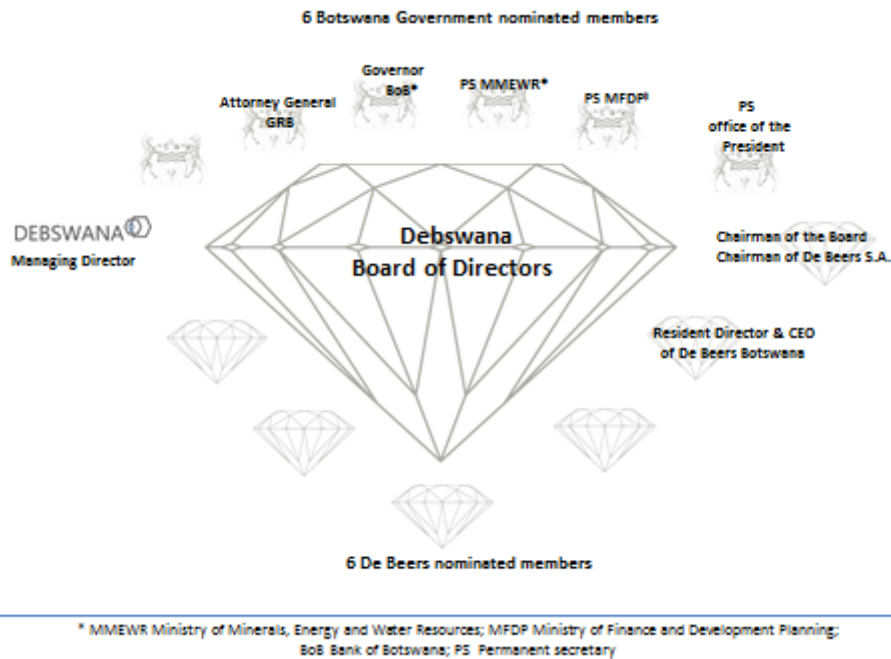 6 Botswana Government nominated members
Governor
BoB*
PS MMEWR*
Attorney General
GRB
PS MFDP*
PS
office of the
President
DEBSWANA
Managing Director
Debswana
Board of Directors
Chairman of the Board
Chairman of De Beers S.A.
Resident Director & CEO
of De Beers Botswana
6 De Beers nominated members
* MMEWR Ministry of Minerals, Energy and Water Resources; MFDP Ministry of Finance and Development Planning;
BoB Bank of Botswana; PS Permanent secretary